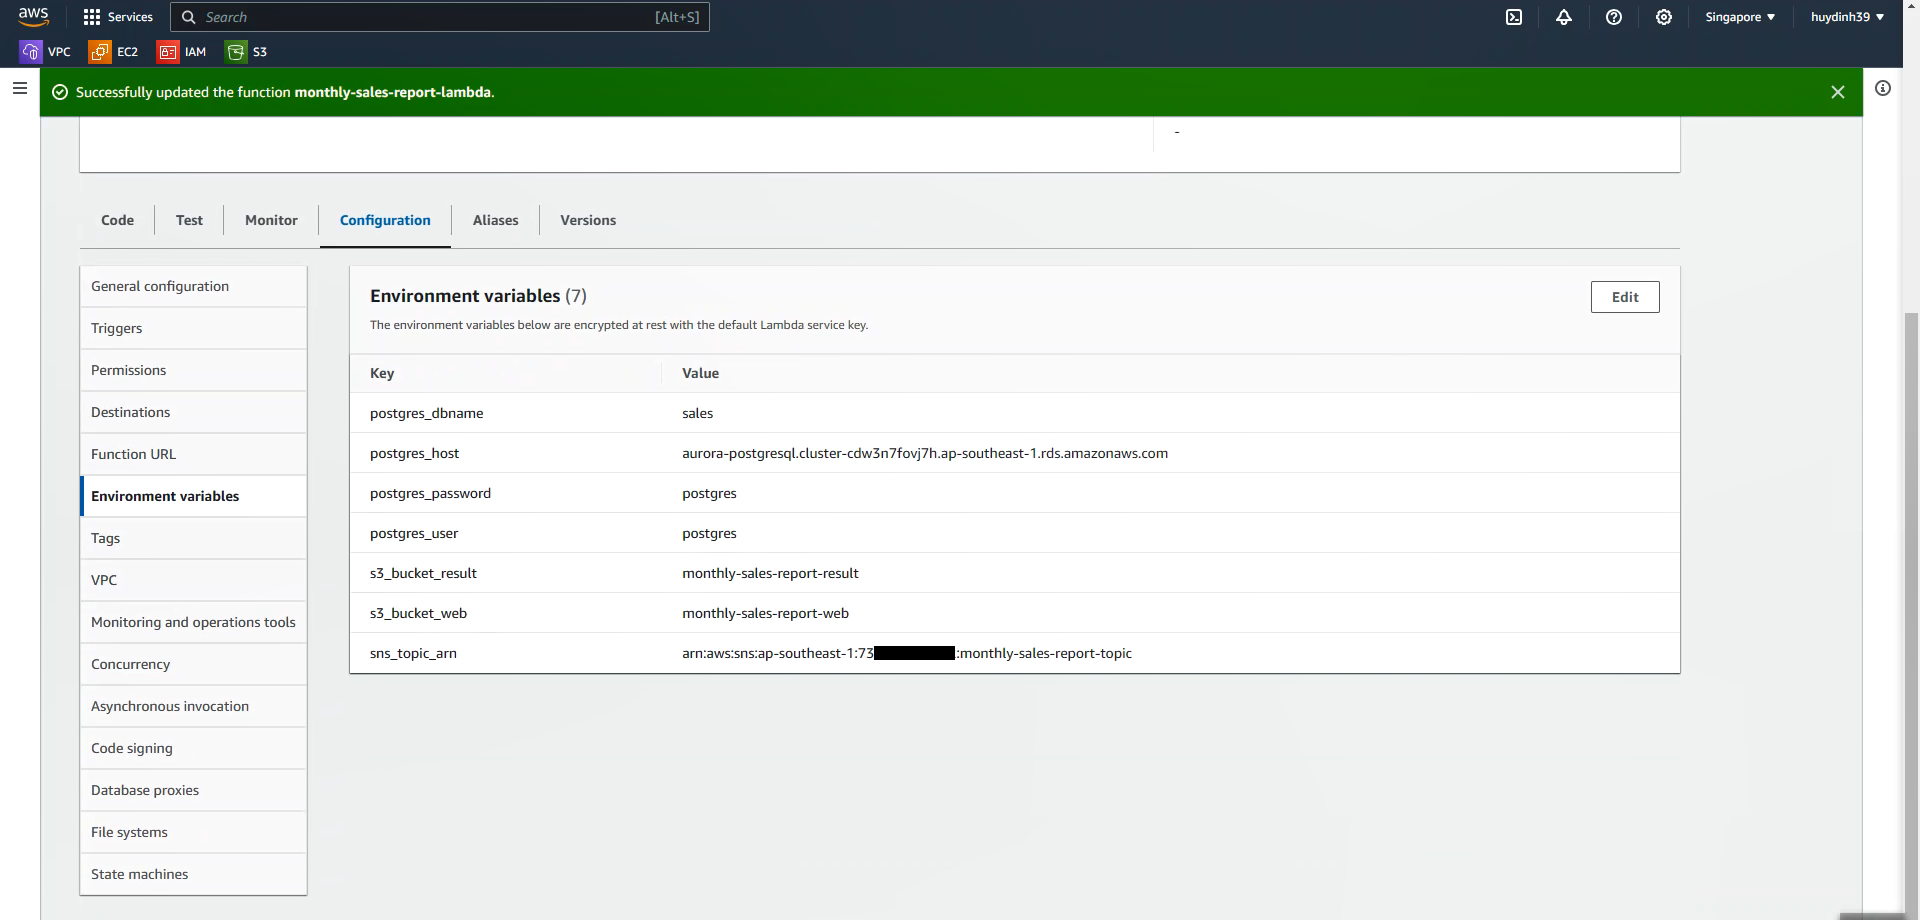 aws
Services
Search [Alt+S]
Singapore ▼
huydinh39 ▼
VPC
EC2
IAM
S3
Successfully updated the function monthly-sales-report-lambda.
-
Code
Test
Monitor
Configuration
Aliases
Versions
General configuration
Triggers
Permissions
Destinations
Function URL
Environment variables
Tags
VPC
Monitoring and operations tools
Concurrency
Asynchronous invocation
Code signing
Database proxies
File systems
State machines
Environment variables (7)
Edit
The environment variables below are encrypted at rest with the default Lambda service key.
Key Value
postgres_dbname sales
postgres_host aurora-postgresql.cluster-cdw3n7fovj7h.ap-southeast-1.rds.amazonaws.com
postgres_password postgres
postgres_user postgres
s3_bucket_result monthly-sales-report-result
s3_bucket_web monthly-sales-report-web
sns_topic_arn arn:aws:sns:ap-southeast-1:73 :monthly-sales-report-topic